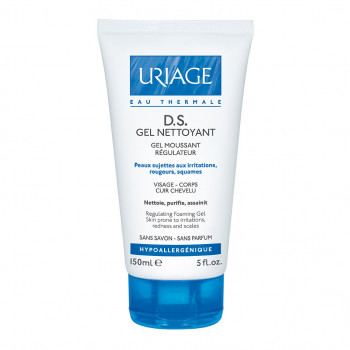 URIAGE
EAU THERMALE
D.S.
GEL NETTOYANT
GEL MOUSSANT
RÉGULATEUR
Peaux sujettes aux irritations,
rougeurs, squames
VISAGE - CORPS
CUIR CHEVELU
Nettoie, purifie, assainit
Regulating Foaming Gel.
Skin prone to irritations,
redness and scales
SANS SAVON - SANS PARFUM
HYPOALLERGÉNIQUE
150ml e 5 fl.oz.